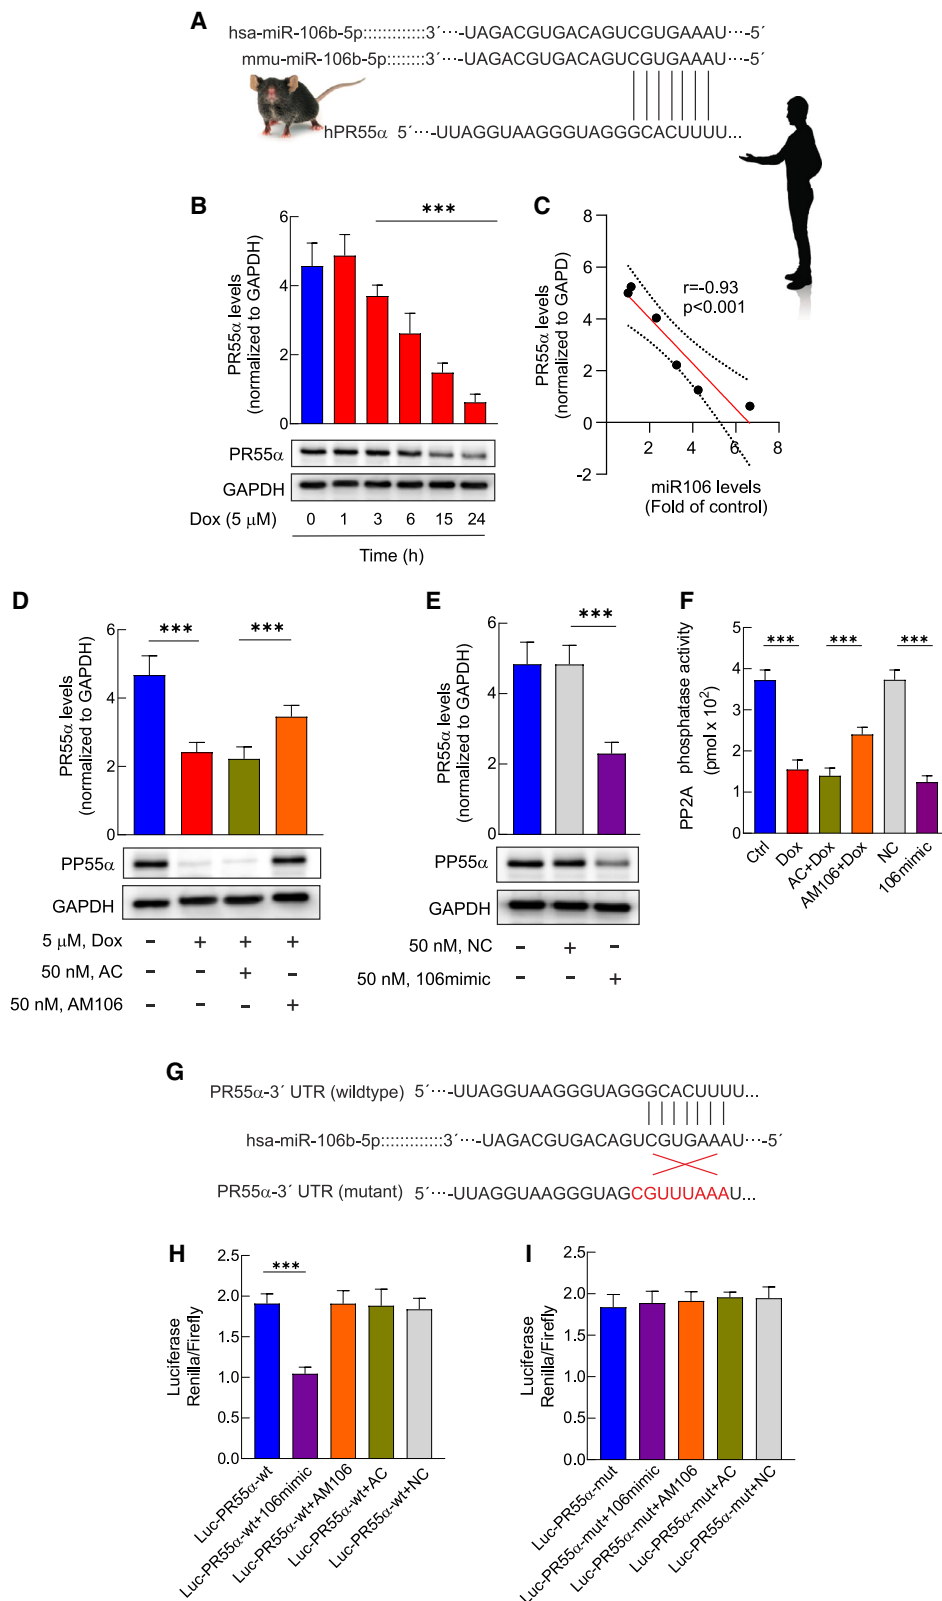 A
hsa-miR-106b-5p:::::::::::::3´···-UAGACGUGACAGUCGUGAAAU···-5´
mmu-miR-106b-5p::::::::3´···-UAGACGUGACAGUCGUGAAAU···-5´
hPR55α 5´···-UUAGGUAAGGGUAGGGCACUUUU...
B
PR55α levels
(normalized to GAPDH)
6
4
2
0
***
PR55α
GAPDH
Dox (5 μM) 0 1 3 6 15 24
Time (h)
C
PR55α levels
(normalized to GAPD)
8
6
4
2
0
-2
2 4 6 8
r=-0.93
p<0.001
miR106 levels
(Fold of control)
D
PR55α levels
(normalized to GAPDH)
6
4
2
0
*** ***
PP55α
GAPDH
5 μM, Dox – + + +
50 nM, AC – – + –
50 nM, AM106 – – – +
E
PR55α levels
(normalized to GAPDH)
6
4
2
0
***
PP55α
GAPDH
50 nM, NC – + –
50 nM, 106mimic – – +
F
PP2A phosphatase activity
(pmol x 10²)
5
4
3
2
1
0
*** *** ***
Ctrl
Dox
AC+Dox
AM106+Dox
NC
106mimic
G
PR55α-3´ UTR (wildtype) 5´···-UUAGGUAAGGGUAGGGCACUUUU...
hsa-miR-106b-5p:::::::::::::3´···-UAGACGUGACAGUCGUGAAAU···-5´
PR55α-3´ UTR (mutant) 5´···-UUAGGUAAGGGUAGCGUUUAAAU...
H
Luciferase
Renilla/Firefly
2.5
2.0
1.5
1.0
0.5
0.0
***
Luc-PR55α-wt
Luc-PR55α-wt+106mimic
Luc-PR55α-wt+AM106
Luc-PR55α-wt+AC
Luc-PR55α-wt+NC
I
Luciferase
Renilla/Firefly
2.5
2.0
1.5
1.0
0.5
0.0
Luc-PR55α-mut
Luc-PR55α-mut+106mimic
Luc-PR55α-mut+AM106
Luc-PR55α-mut+AC
Luc-PR55α-mut+NC